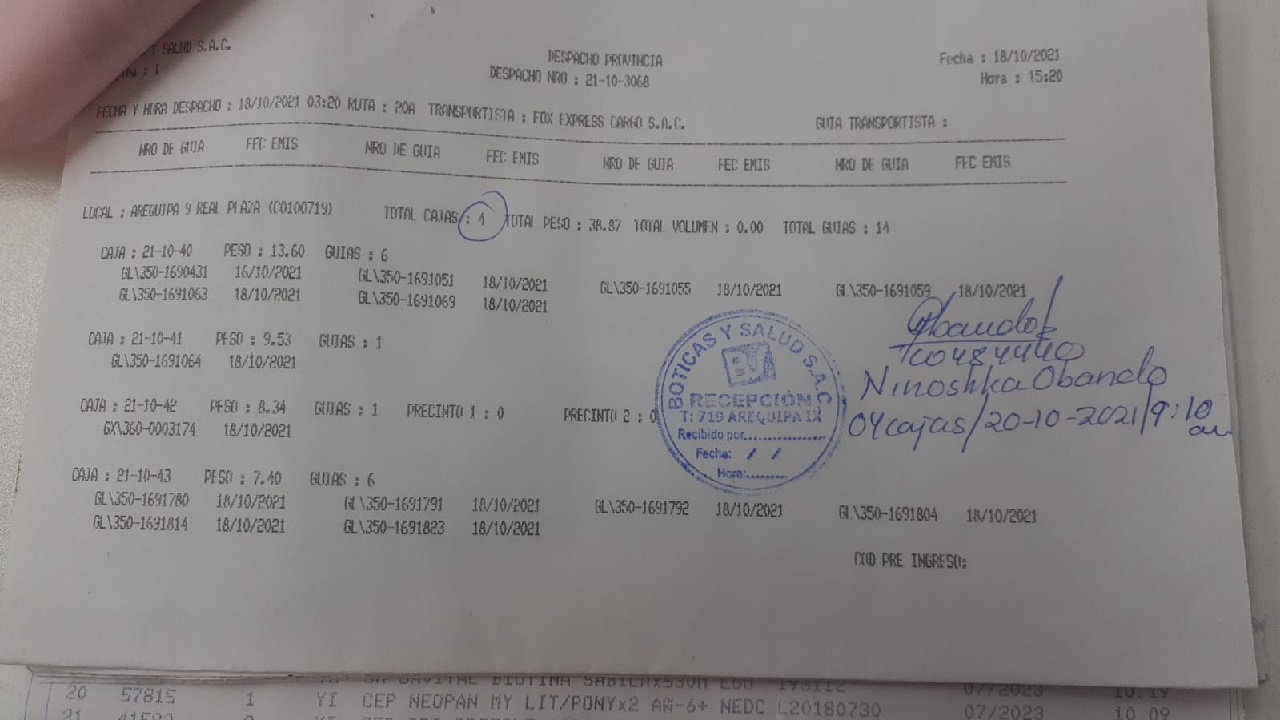 Y SALUD S.A.C.
: 1
DESPACHO PROVINCIA
DESPACHO NRO : 21-10-3068
Fecha : 18/10/2021
Hora : 15:20
FECHA Y HORA DESPACHO : 18/10/2021 03:20 RUTA : 20A TRANSPORTISTA : FOX EXPRESS CARGO S.A.C. GUIA TRANSPORTISTA :
NRO DE GUIA FEC EMIS NRO DE GUIA FEC EMIS NRO DE GUIA FEC EMIS NRO DE GUIA FEC EMIS
LOCAL : AREQUIPA 9 REAL PLAZA (C0100719) TOTAL CAJAS : 4 TOTAL PESO : 38.87 TOTAL VOLUMEN : 0.00 TOTAL GUIAS : 14
CAJA : 21-10-40 PESO : 13.60 GUIAS : 6
GL\350-1690431 16/10/2021 GL\350-1691051 18/10/2021 GL\350-1691055 18/10/2021 GL\350-1691059 18/10/2021
GL\350-1691063 18/10/2021 GL\350-1691069 18/10/2021
CAJA : 21-10-41 PESO : 9.53 GUIAS : 1
GL\350-1691064 18/10/2021
CAJA : 21-10-42 PESO : 8.34 GUIAS : 1 PRECINTO 1 : 0 PRECINTO 2 : 0
GX\360-0003174 18/10/2021
CAJA : 21-10-43 PESO : 7.40 GUIAS : 6
GL\350-1691780 18/10/2021 GL\350-1691791 18/10/2021 GL\350-1691792 18/10/2021 GL\350-1691804 18/10/2021
GL\350-1691814 18/10/2021 GL\350-1691823 18/10/2021
COD PRE INGRESO:
BOTICAS Y SALUD S.A.C
RECEPCIÓN
T: 719 AREQUIPA IX
Recibido por..................
Fecha: / /
Hora:.........
Obando
Ninoshka Obando
04 cajas/20-10-2021/9:10
am
07/2023 10.19
20 57815 1 YI CEP NEOPAN MY LIT/PONYx2 AM-6+ NEDC L20180730 07/2023 10.09
21